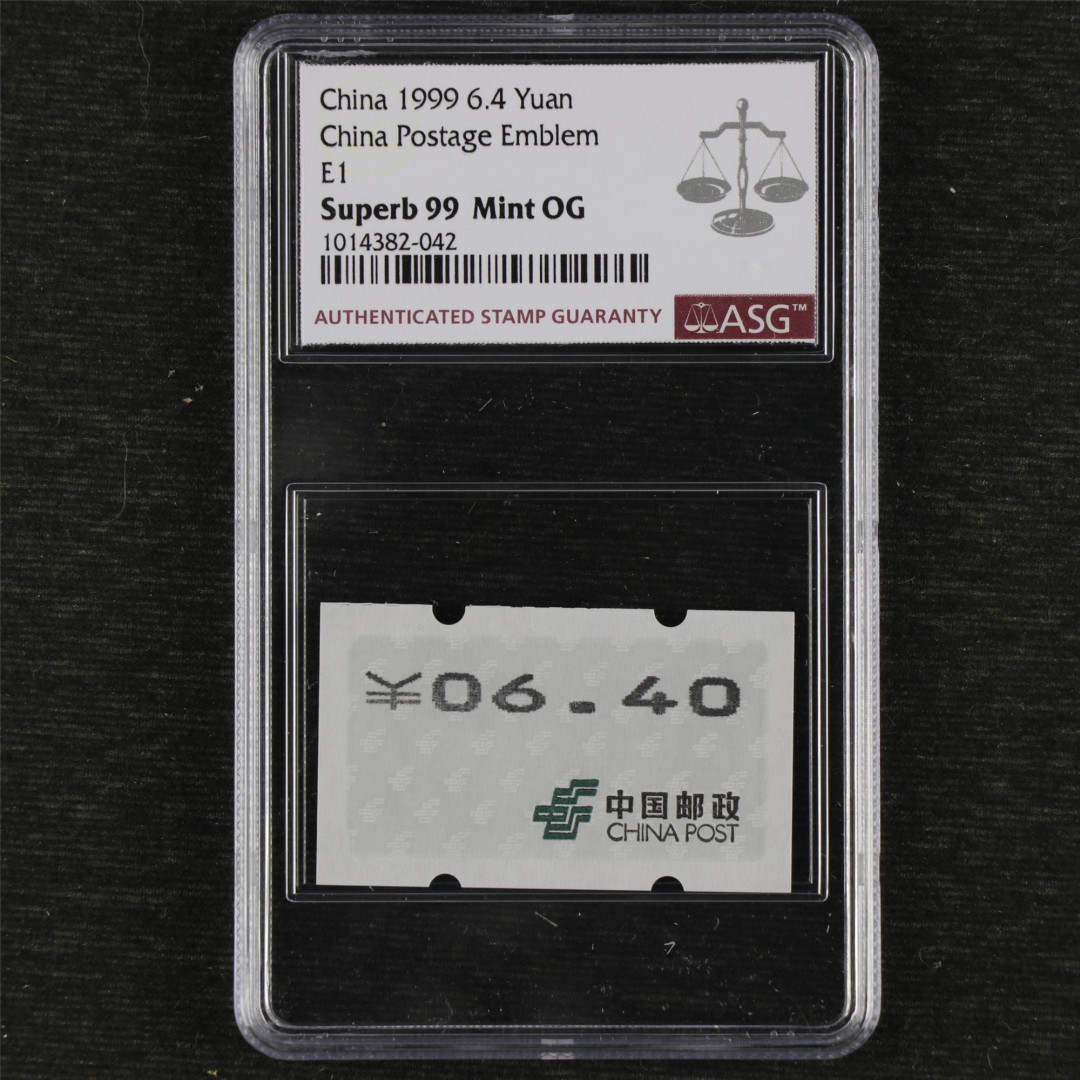 China 1999 6.4 Yuan
China Postage Emblem
E1
Superb 99 Mint OG
1014382-042
AUTHENTICATED STAMP GUARANTY
ASG™
¥06.40
中国邮政
CHINA POST